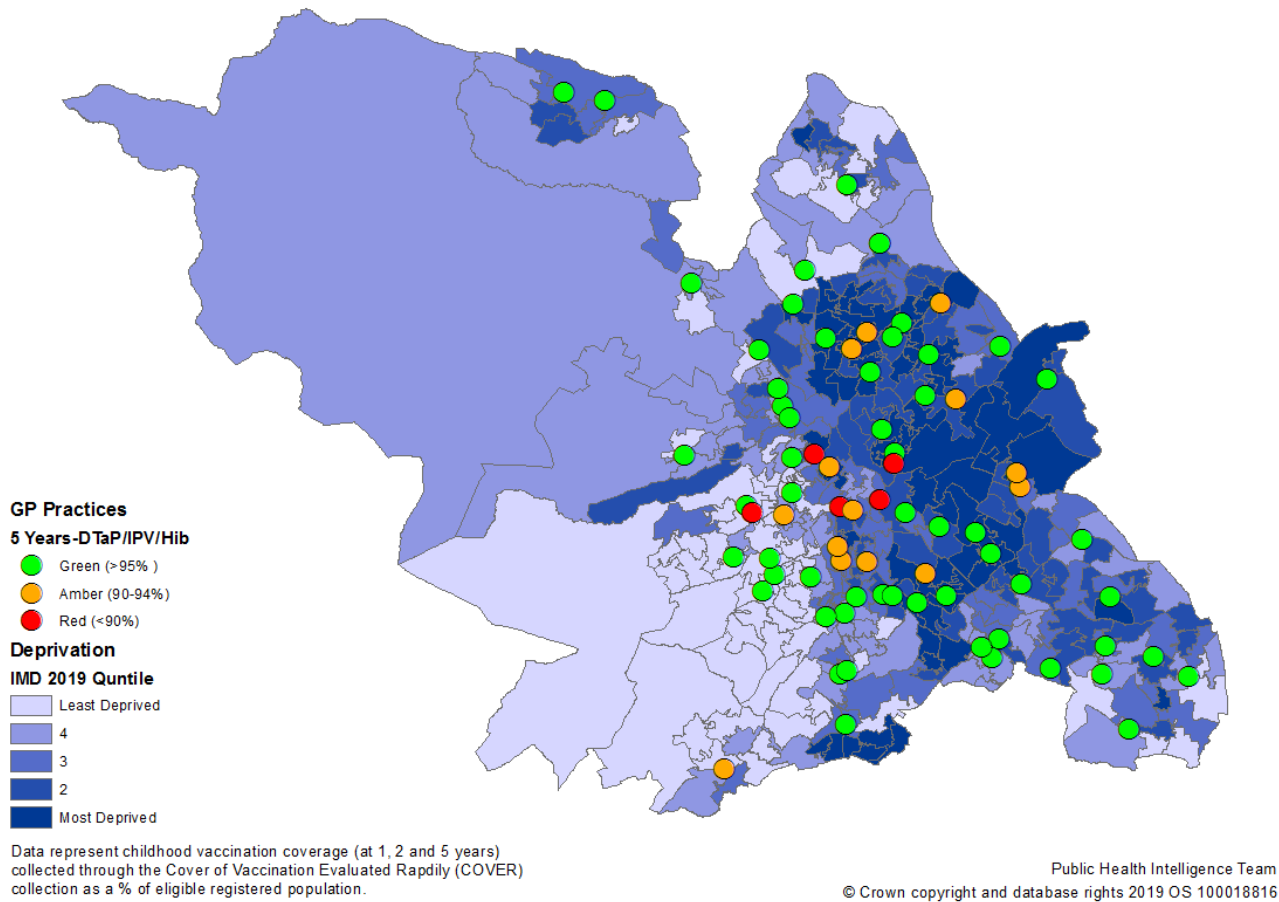 GP Practices
5 Years-DTaP/IPV/Hib
Green (>95% )
Amber (90-94%)
Red (<90%)
Deprivation
IMD 2019 Quntile
Least Deprived
4
3
2
Most Deprived
Data represent childhood vaccination coverage (at 1, 2 and 5 years)
collected through the Cover of Vaccination Evaluated Rapdily (COVER)
collection as a % of eligible registered population.
Public Health Intelligence Team
© Crown copyright and database rights 2019 OS 100018816